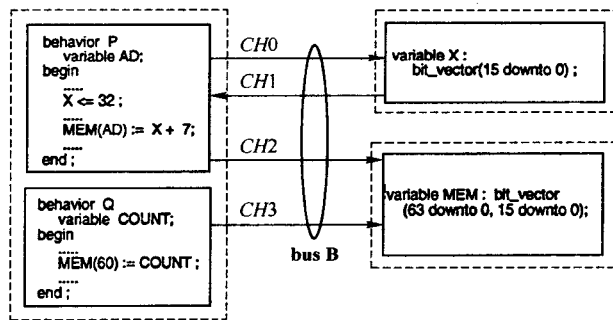 behavior P
variable AD;
begin
.....
X <= 32 ;
.....
MEM(AD) := X + 7;
.....
end ;
behavior Q
variable COUNT;
begin
.....
MEM(60) := COUNT ;
.....
end ;
CH0
CH1
CH2
CH3
bus B
variable X :
bit_vector(15 downto 0) ;
variable MEM : bit_vector
(63 downto 0, 15 downto 0);